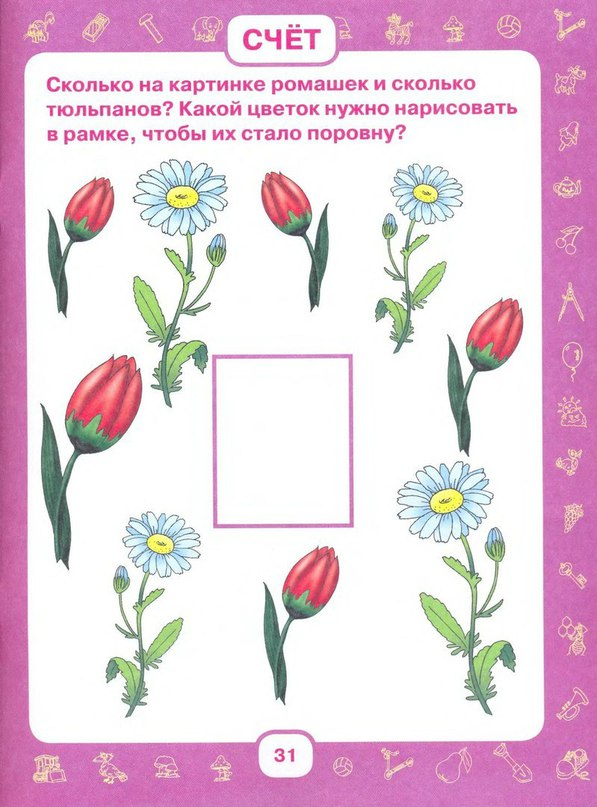 СЧЁТ
Сколько на картинке ромашек и сколько
тюльпанов? Какой цветок нужно нарисовать
в рамке, чтобы их стало поровну?
31